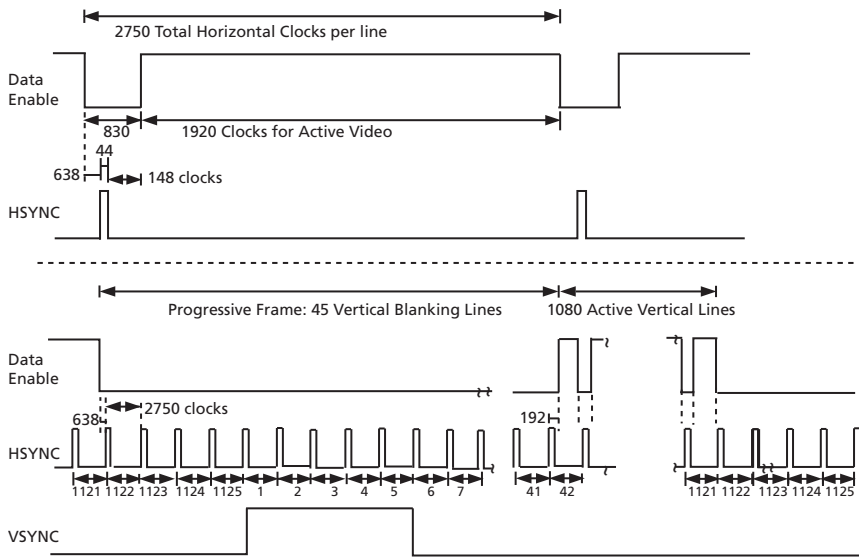 2750 Total Horizontal Clocks per line
Data
Enable
830
1920 Clocks for Active Video
44
638
148 clocks
HSYNC
Progressive Frame: 45 Vertical Blanking Lines
1080 Active Vertical Lines
Data
Enable
2750 clocks
638
192
HSYNC
1121 1122 1123 1124 1125 1 2 3 4 5 6 7 41 42 1121 1122 1123 1124 1125
VSYNC